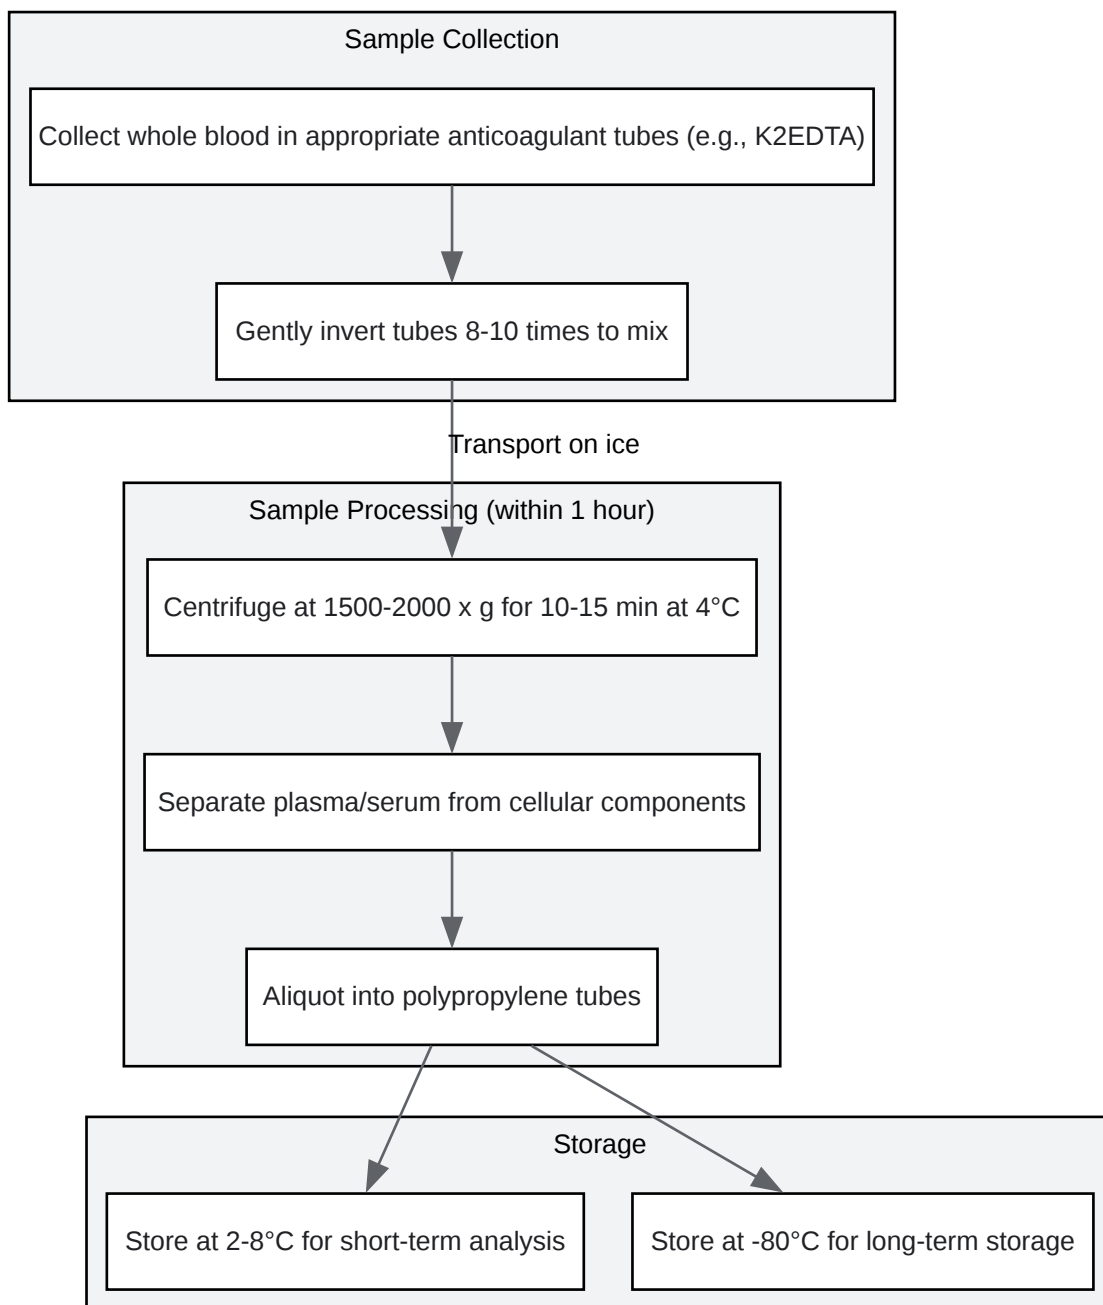 Sample Collection
Collect whole blood in appropriate anticoagulant tubes (e.g., K2EDTA)
Gently invert tubes 8-10 times to mix
Transport on ice
Sample Processing (within 1 hour)
Centrifuge at 1500-2000 x g for 10-15 min at 4°C
Separate plasma/serum from cellular components
Aliquot into polypropylene tubes
Storage
Store at 2-8°C for short-term analysis
Store at -80°C for long-term storage